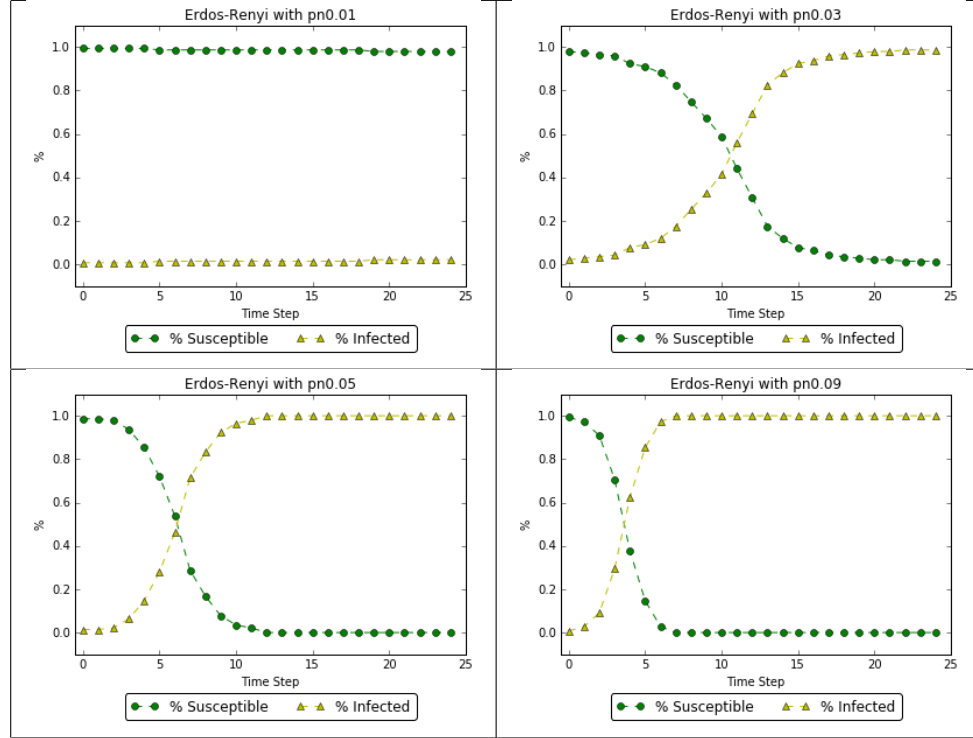 Erdos-Renyi with pn0.01
1.0
0.8
0.6
0.4
0.2
0.0
%
0 5 10 15 20 25
Time Step
% Susceptible % Infected
Erdos-Renyi with pn0.03
1.0
0.8
0.6
0.4
0.2
0.0
%
0 5 10 15 20 25
Time Step
% Susceptible % Infected
Erdos-Renyi with pn0.05
1.0
0.8
0.6
0.4
0.2
0.0
%
0 5 10 15 20 25
Time Step
% Susceptible % Infected
Erdos-Renyi with pn0.09
1.0
0.8
0.6
0.4
0.2
0.0
%
0 5 10 15 20 25
Time Step
% Susceptible % Infected